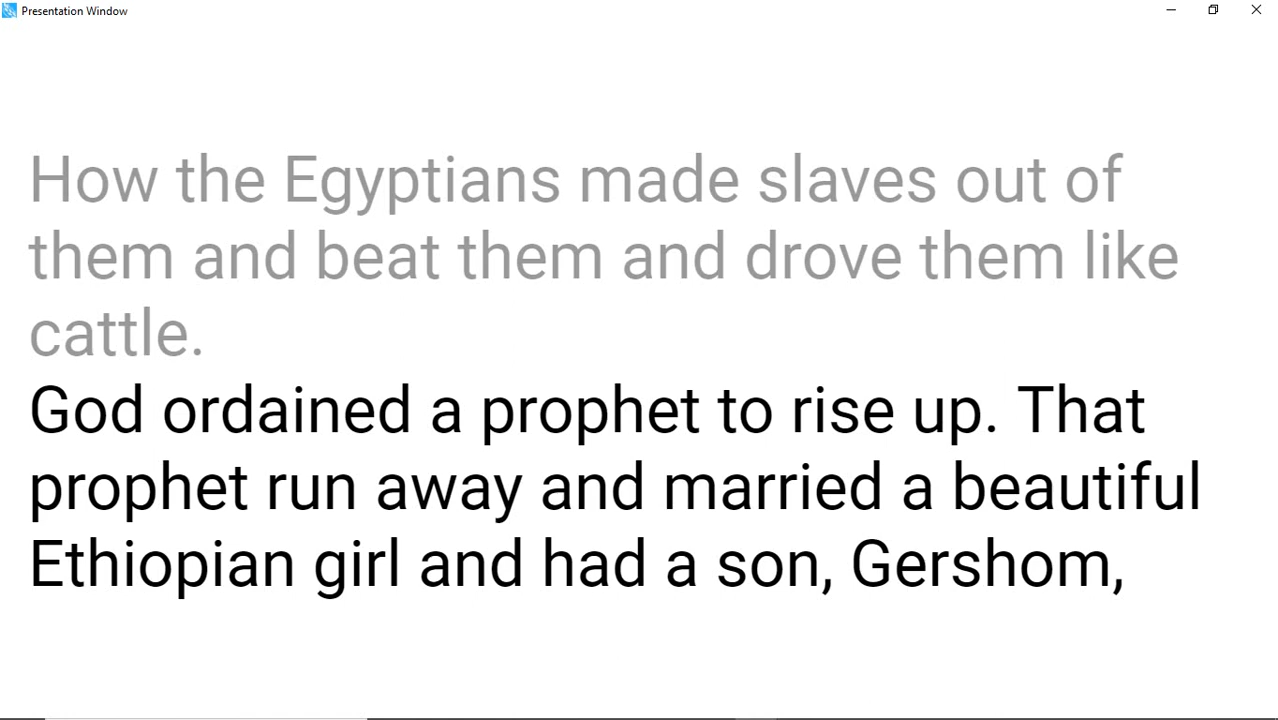 Presentation Window
How the Egyptians made slaves out of
them and beat them and drove them like
cattle.
God ordained a prophet to rise up. That
prophet run away and married a beautiful
Ethiopian girl and had a son, Gershom,